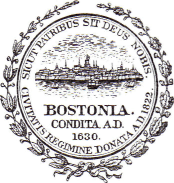 SICUT PATRIBUS SIT DEUS NOBIS.
CIVITATIS REGIMINE DONATA A.D. 1822.
BOSTONIA.
CONDITA A.D.
1630.